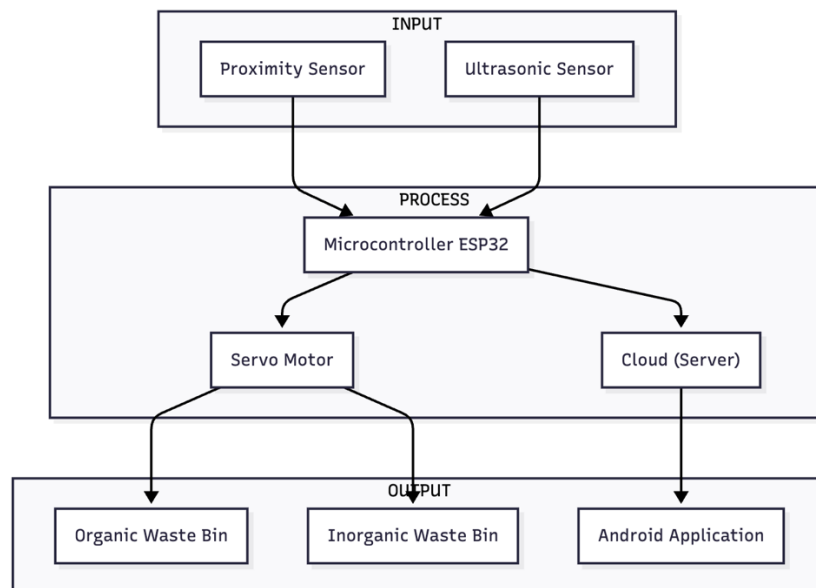 INPUT
Proximity Sensor
Ultrasonic Sensor
PROCESS
Microcontroller ESP32
Servo Motor
Cloud (Server)
OUTPUT
Organic Waste Bin
Inorganic Waste Bin
Android Application